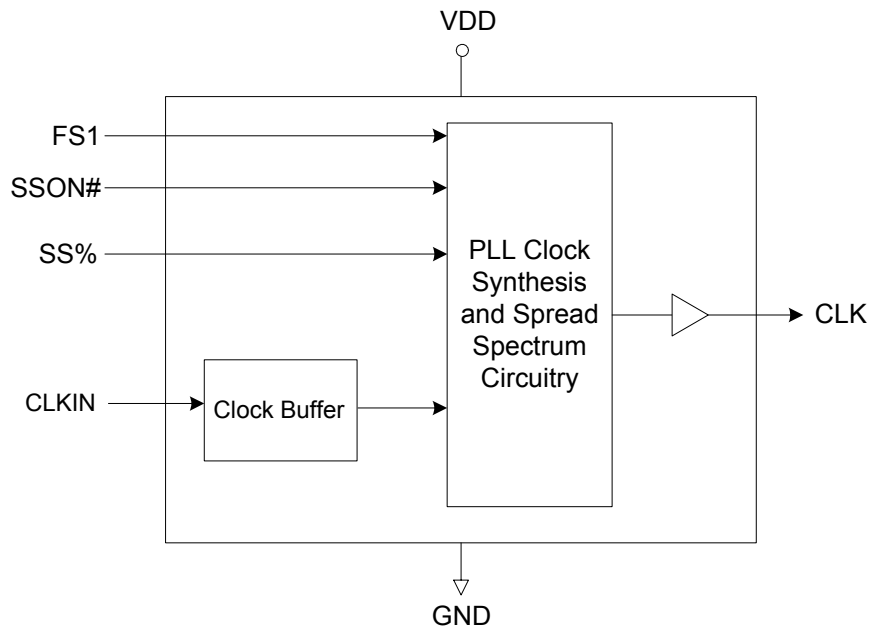 VDD
FS1
SSON#
SS%
PLL Clock
Synthesis
and Spread
Spectrum
Circuitry
CLK
CLKIN
Clock Buffer
GND